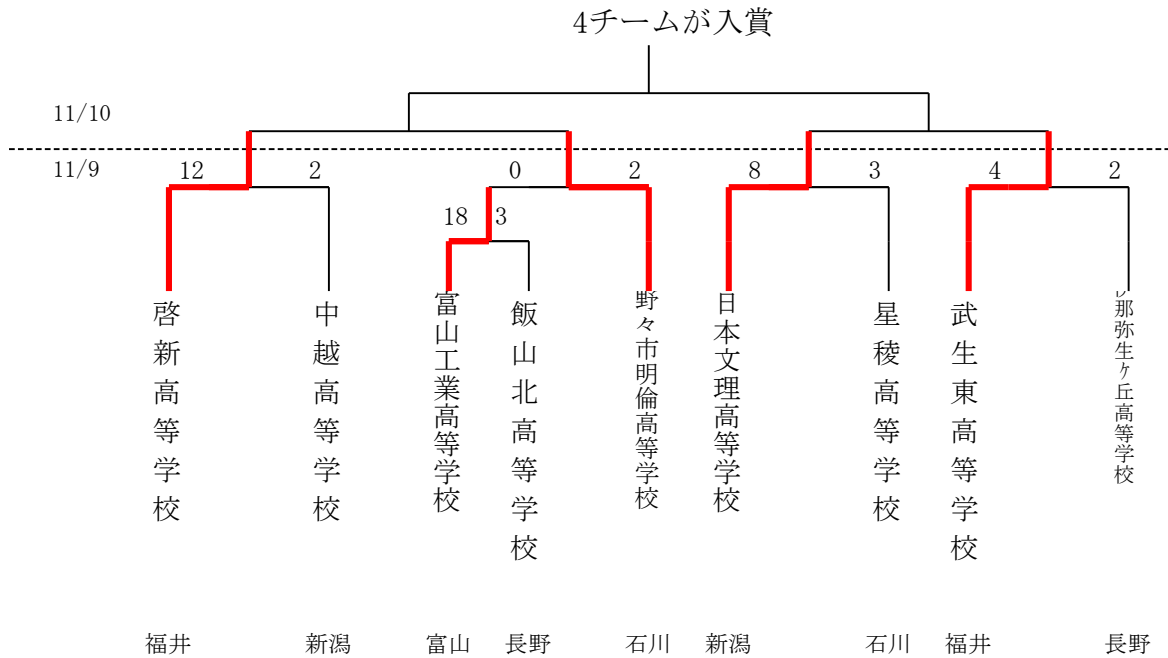 4チームが入賞
11/10
11/9
12
2
0
2
8
3
4
2
18
3
啓新高等学校
中越高等学校
富山工業高等学校
飯山北高等学校
野々市明倫高等学校
日本文理高等学校
星稜高等学校
武生東高等学校
那弥生ヶ丘高等学校
福井
新潟
富山
長野
石川
新潟
石川
福井
長野